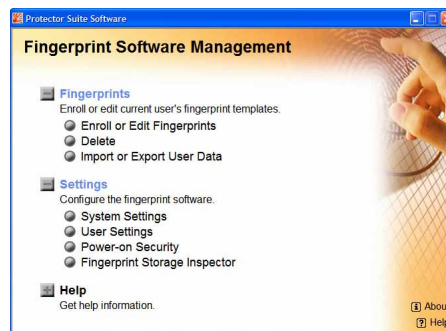 Protector Suite Software
Fingerprint Software Management
Fingerprints
Enroll or edit current user's fingerprint templates.
Enroll or Edit Fingerprints
Delete
Import or Export User Data
Settings
Configure the fingerprint software.
System Settings
User Settings
Power-on Security
Fingerprint Storage Inspector
Help
Get help information.
Abou
Help